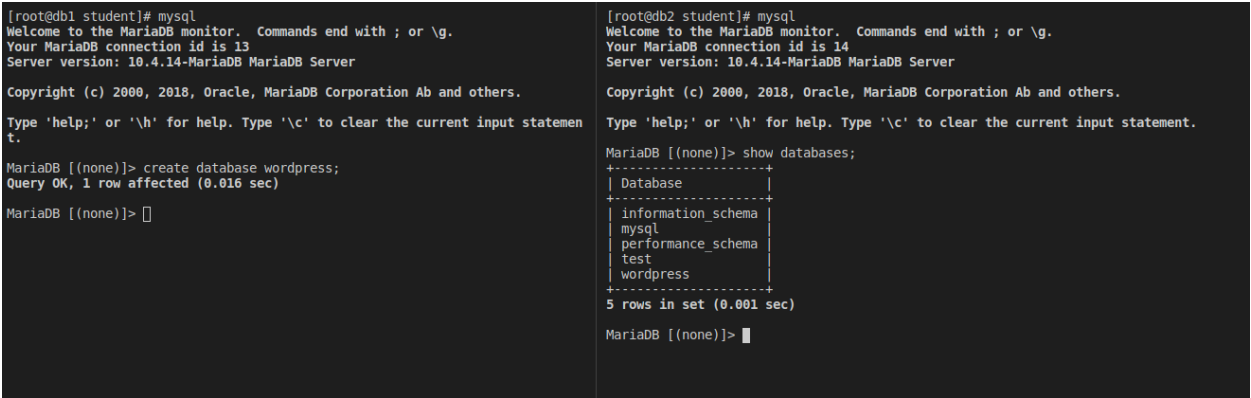 [root@db1 student]# mysql
Welcome to the MariaDB monitor.  Commands end with ; or \g.
Your MariaDB connection id is 13
Server version: 10.4.14-MariaDB MariaDB Server
Copyright (c) 2000, 2018, Oracle, MariaDB Corporation Ab and others.
Type 'help;' or '\h' for help. Type '\c' to clear the current input statemen
t.
MariaDB [(none)]> create database wordpress;
Query OK, 1 row affected (0.016 sec)
MariaDB [(none)]>
[root@db2 student]# mysql
Welcome to the MariaDB monitor.  Commands end with ; or \g.
Your MariaDB connection id is 14
Server version: 10.4.14-MariaDB MariaDB Server
Copyright (c) 2000, 2018, Oracle, MariaDB Corporation Ab and others.
Type 'help;' or '\h' for help. Type '\c' to clear the current input statement.
MariaDB [(none)]> show databases;
+--------------------+
| Database           |
+--------------------+
| information_schema |
| mysql              |
| performance_schema |
| test               |
| wordpress          |
+--------------------+
5 rows in set (0.001 sec)
MariaDB [(none)]>